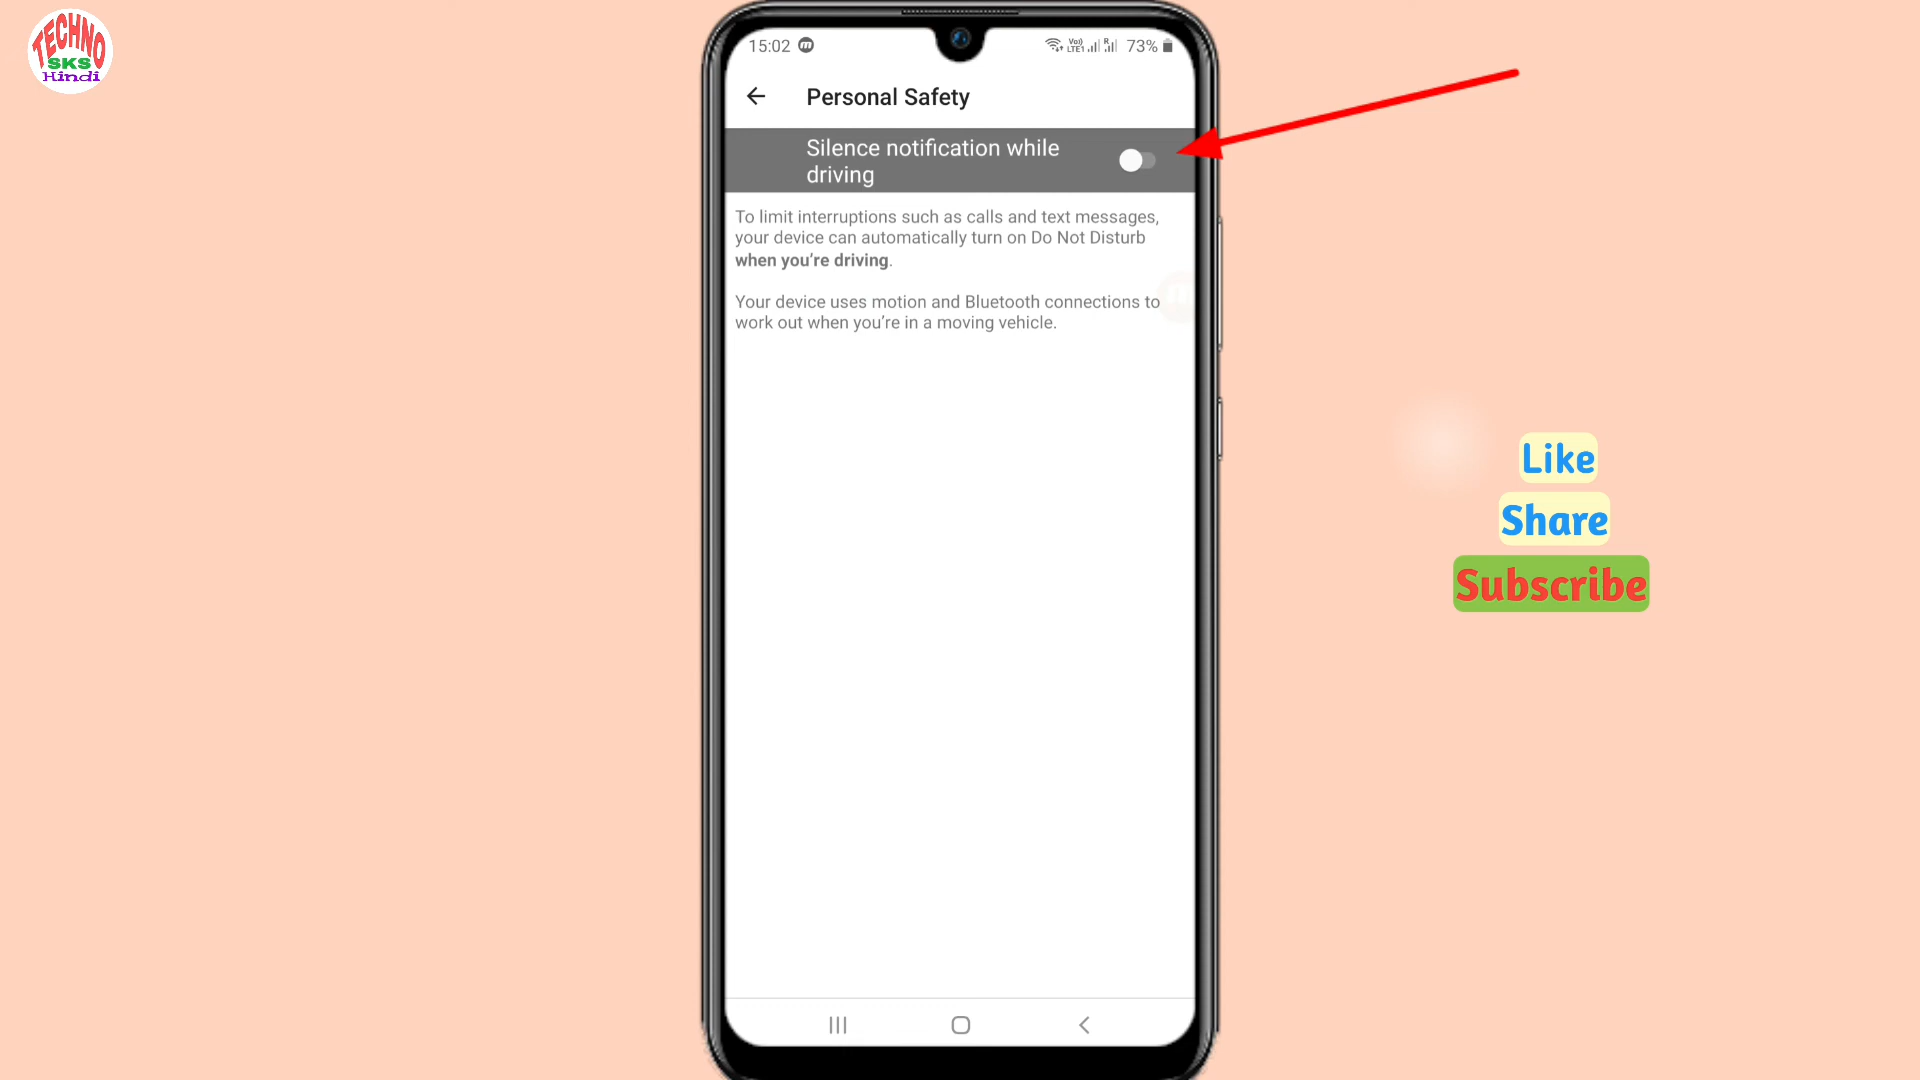 TECHNO
SKS
Hindi
15:02
73%
Personal Safety
Silence notification while
driving
To limit interruptions such as calls and text messages,
your device can automatically turn on Do Not Disturb
when you’re driving.
Your device uses motion and Bluetooth connections to
work out when you’re in a moving vehicle.
Like
Share
Subscribe